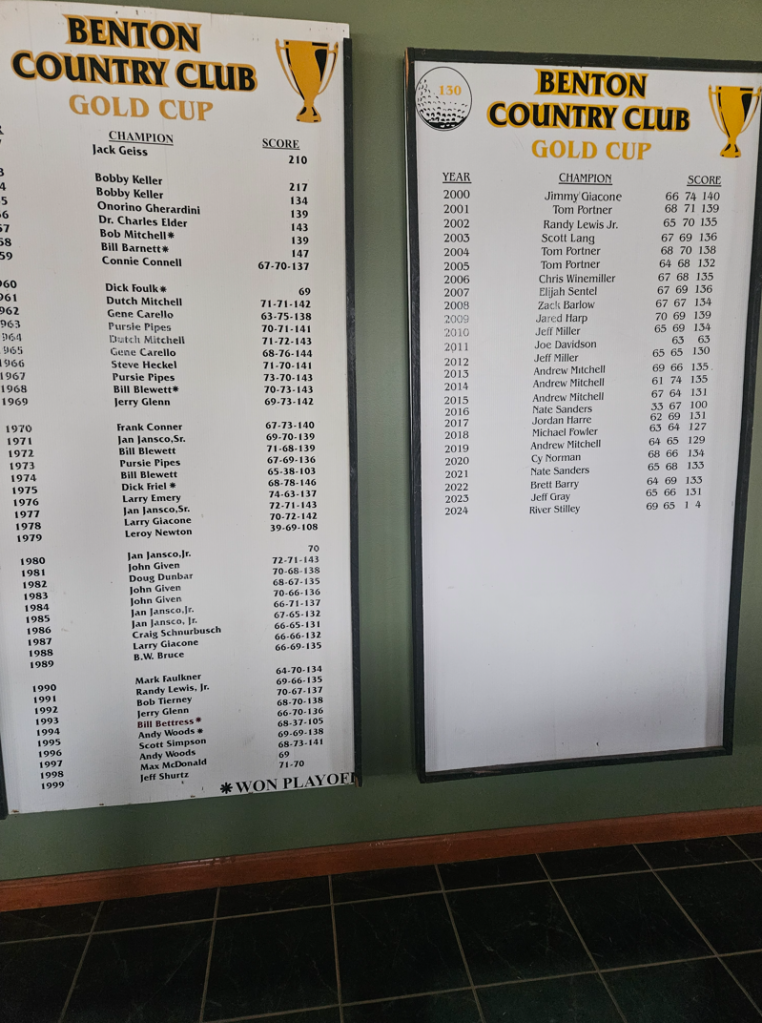 BENTON
COUNTRY CLUB
GOLD CUP
CHAMPION SCORE
Jack Geiss 210
Bobby Keller 217
Bobby Keller 134
Onorino Gherardini 139
Dr. Charles Elder 143
Bob Mitchell* 139
58 Bill Barnett* 147
59 Connie Connell 67-70-137
960 Dick Foulk* 69
961 Dutch Mitchell 71-71-142
962 Gene Carello 63-75-138
963 Pursie Pipes 70-71-141
964 Dutch Mitchell 71-72-143
1965 Gene Carello 68-76-144
1966 Steve Heckel 71-70-141
1967 Pursie Pipes 73-70-143
1968 Bill Blewett* 70-73-143
1969 Jerry Glenn 69-73-142
1970 Frank Conner 67-73-140
1971 Jan Jansco,Sr. 69-70-139
1972 Bill Blewett 71-68-139
1973 Pursie Pipes 67-69-136
1974 Bill Blewett 65-38-103
1975 Dick Friel* 68-78-146
1976 Larry Emery 74-63-137
1977 Jan Jansco,Sr. 72-71-143
1978 Larry Giacone 70-72-142
1979 Leroy Newton 39-69-108
1980 Jan Jansco,Jr. 70
1981 John Given 72-71-143
1982 Doug Dunbar 70-68-138
1983 John Given 68-67-135
1984 John Given 70-66-136
1985 Jan Jansco,Jr. 66-71-137
1986 Jan Jansco, Jr. 67-65-132
1987 Craig Schnurbusch 66-65-131
1988 Larry Giacone 66-66-132
1989 B.W. Bruce 66-69-135
1990 Mark Faulkner 64-70-134
1991 Randy Lewis, Jr. 69-66-135
1992 Bob Tierney 70-67-137
1993 Jerry Glenn 68-70-138
1994 Bill Bettress* 66-70-136
1995 Andy Woods* 68-37-105
1996 Scott Simpson 69-69-138
1997 Andy Woods 68-73-141
1998 Max McDonald 69
1999 Jeff Shurtz 71-70
* WON PLAYOFF
130
BENTON
COUNTRY CLUB
GOLD CUP
YEAR CHAMPION SCORE
2000 Jimmy Giacone 66 74 140
2001 Tom Portner 68 71 139
2002 Randy Lewis Jr. 65 70 135
2003 Scott Lang 67 69 136
2004 Tom Portner 68 70 138
2005 Tom Portner 64 68 132
2006 Chris Winemiller 67 68 135
2007 Elijah Sentel 67 69 136
2008 Zack Barlow 67 67 134
2009 Jared Harp 70 69 139
2010 Jeff Miller 65 69 134
2011 Joe Davidson 63 63
2012 Jeff Miller 65 65 130
2013 Andrew Mitchell 69 66 135
2014 Andrew Mitchell 61 74 135
2015 Andrew Mitchell 67 64 131
2016 Nate Sanders 33 67 100
2017 Jordan Harre 62 69 131
2018 Michael Fowler 63 64 127
2019 Andrew Mitchell 64 65 129
2020 Cy Norman 68 66 134
2021 Nate Sanders 65 68 133
2022 Brett Barry 64 69 133
2023 Jeff Gray 65 66 131
2024 River Stilley 69 65 1 4